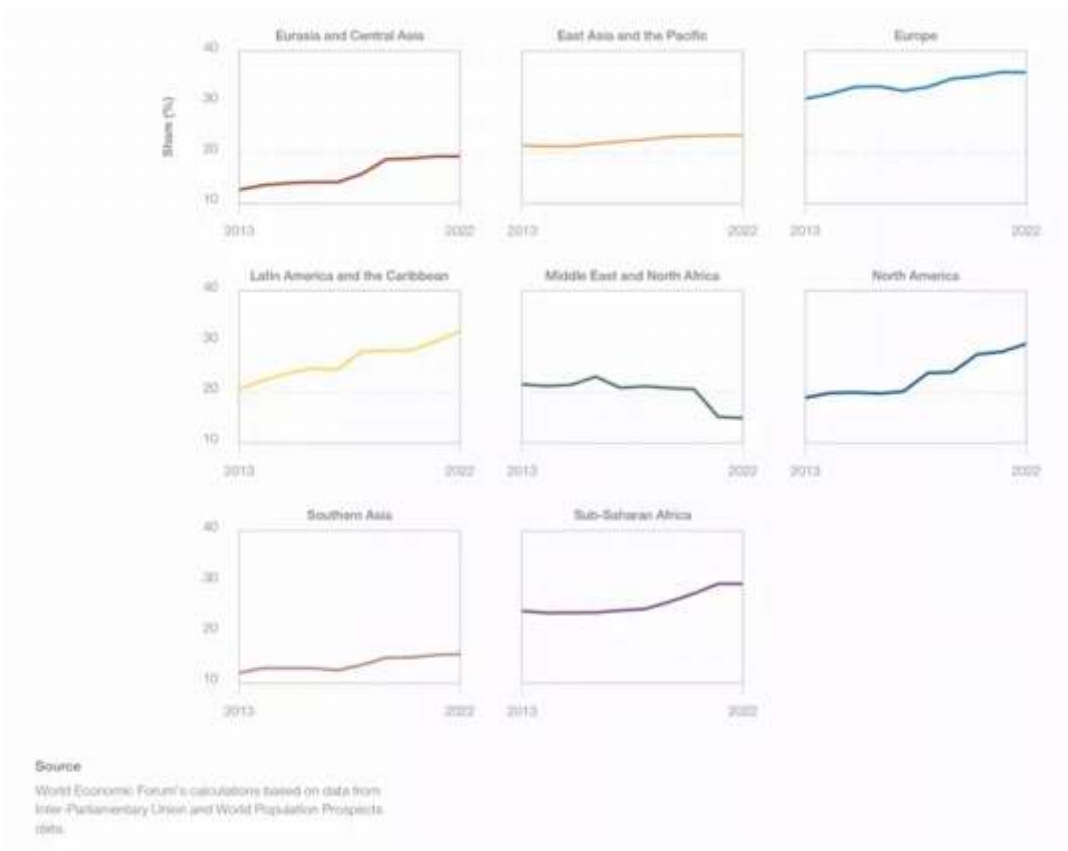 Eurasia and Central Asia
East Asia and the Pacific
Europe
Share (%)
40
30
20
10
2013
2022
2013
2022
2013
2022
Latin America and the Caribbean
Middle East and North Africa
North America
40
30
20
10
2013
2022
2013
2022
2013
2022
Southern Asia
Sub-Saharan Africa
40
30
20
10
2013
2022
2013
2022
Source
World Economic Forum's calculations based on data from
Inter-Parliamentary Union and World Population Prospects
data.